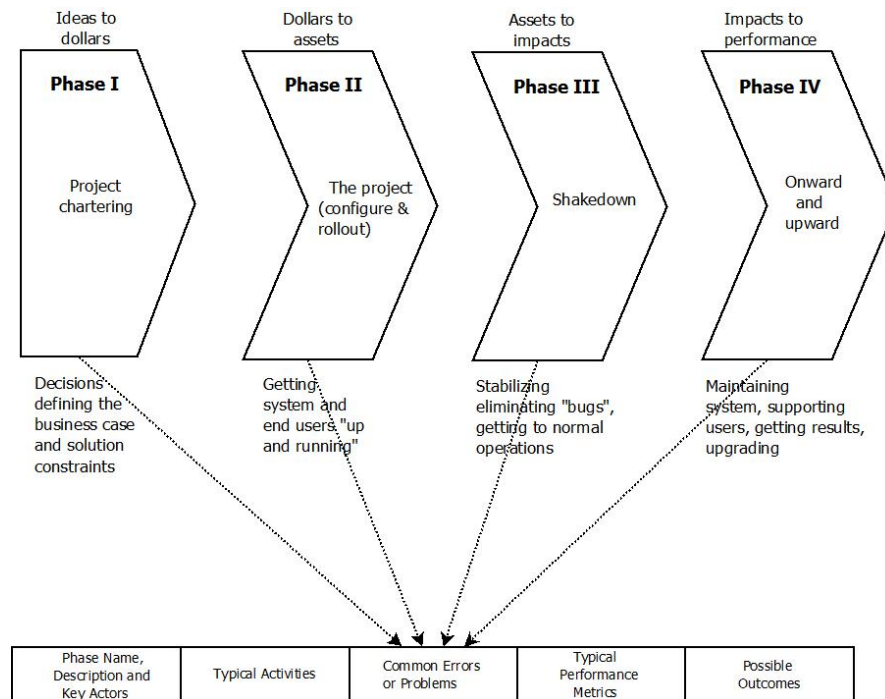 Ideas to
dollars
Dollars to
assets
Assets to
impacts
Impacts to
performance
Phase I
Phase II
Phase III
Phase IV
Project
chartering
The project
(configure &
rollout)
Shakedown
Onward
and
upward
Decisions
defining the
business case
and solution
constraints
Getting
system and
end users "up
and running"
Stabilizing
eliminating "bugs",
getting to normal
operations
Maintaining
system, supporting
users, getting results,
upgrading
Phase Name,
Description and
Key Actors
Typical Activities
Common Errors
or Problems
Typical
Performance
Metrics
Possible
Outcomes